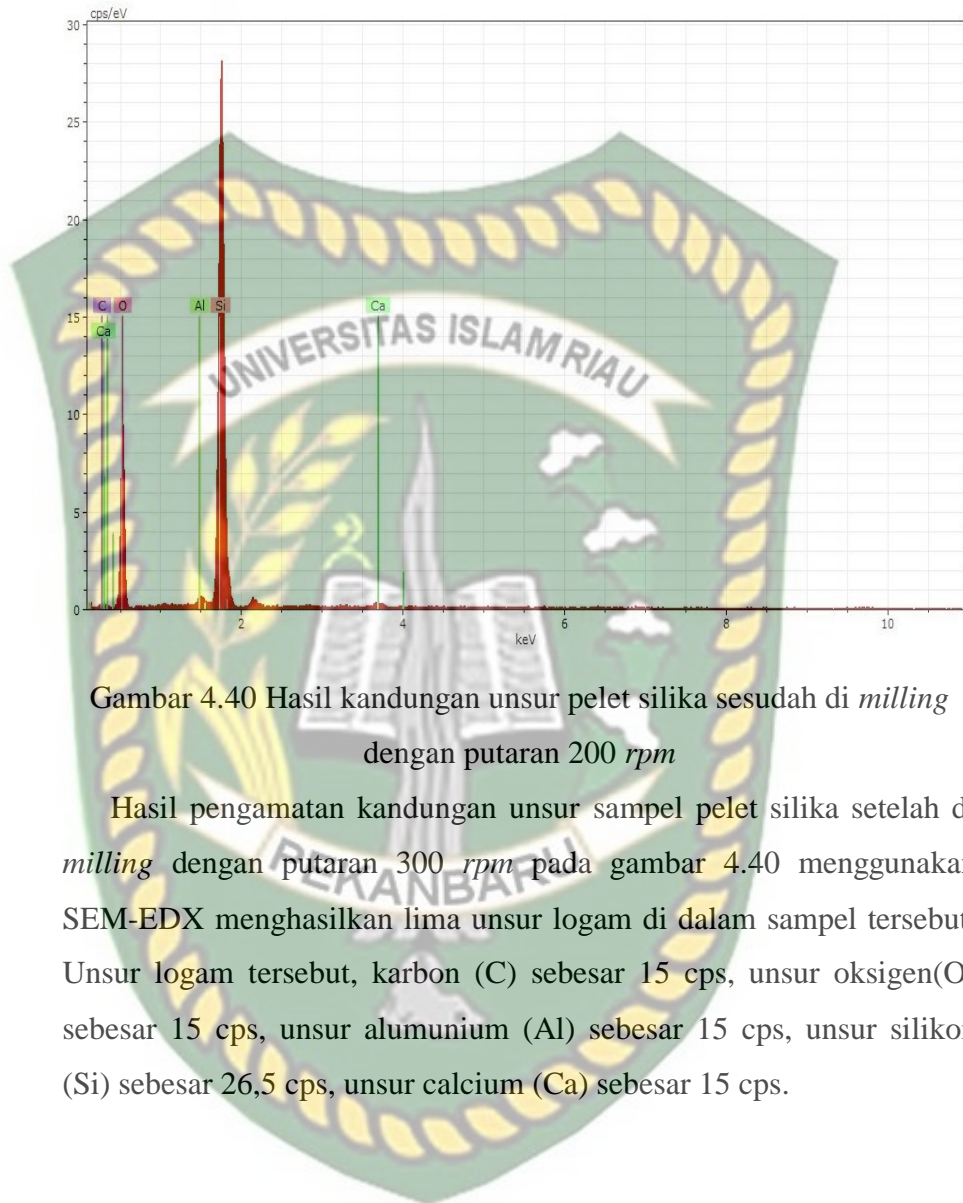 cps/eV
30
25
20
C O Al Si Ca
15
Ca
10
5
0
2 4 6 8 10
keV
UNIVERSITAS ISLAM RIAU
Gambar 4.40 Hasil kandungan unsur pelet silika sesudah di milling
dengan putaran 200 rpm
Hasil pengamatan kandungan unsur sampel pelet silika setelah d
milling dengan putaran 300 rpm pada gambar 4.40 menggunakan
SEM-EDX menghasilkan lima unsur logam di dalam sampel tersebut
Unsur logam tersebut, karbon (C) sebesar 15 cps, unsur oksigen(O
sebesar 15 cps, unsur alumunium (Al) sebesar 15 cps, unsur silikon
(Si) sebesar 26,5 cps, unsur calcium (Ca) sebesar 15 cps.
PEKANBARU